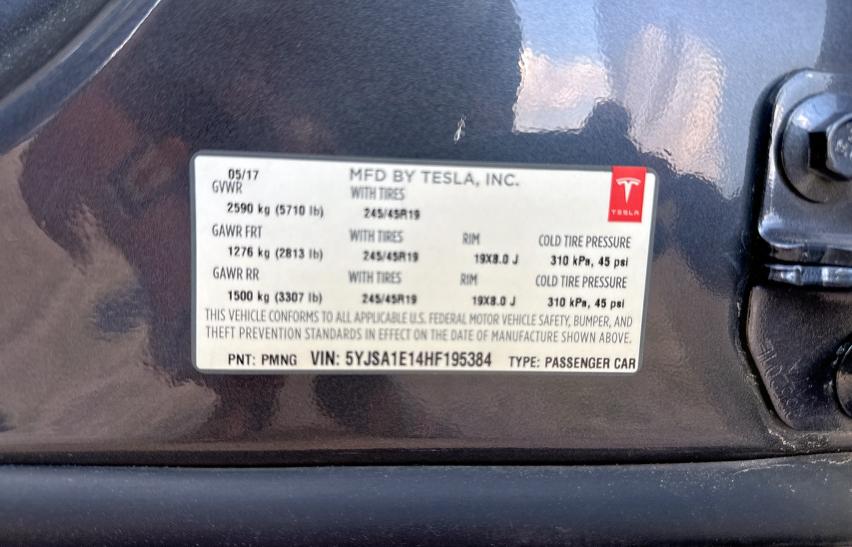 05/17 MFD BY TESLA, INC.
GVWR WITH TIRES
2590 kg (5710 lb) 245/45R19
GAWR FRT WITH TIRES RIM COLD TIRE PRESSURE
1276 kg (2813 lb) 245/45R19 19X8.0 J 310 kPa, 45 psi
GAWR RR WITH TIRES RIM COLD TIRE PRESSURE
1500 kg (3307 lb) 245/45R19 19X8.0 J 310 kPa, 45 psi
THIS VEHICLE CONFORMS TO ALL APPLICABLE U.S. FEDERAL MOTOR VEHICLE SAFETY, BUMPER, AND
THEFT PREVENTION STANDARDS IN EFFECT ON THE DATE OF MANUFACTURE SHOWN ABOVE.
PNT: PMNG VIN: 5YJSA1E14HF195384 TYPE: PASSENGER CAR
TESLA